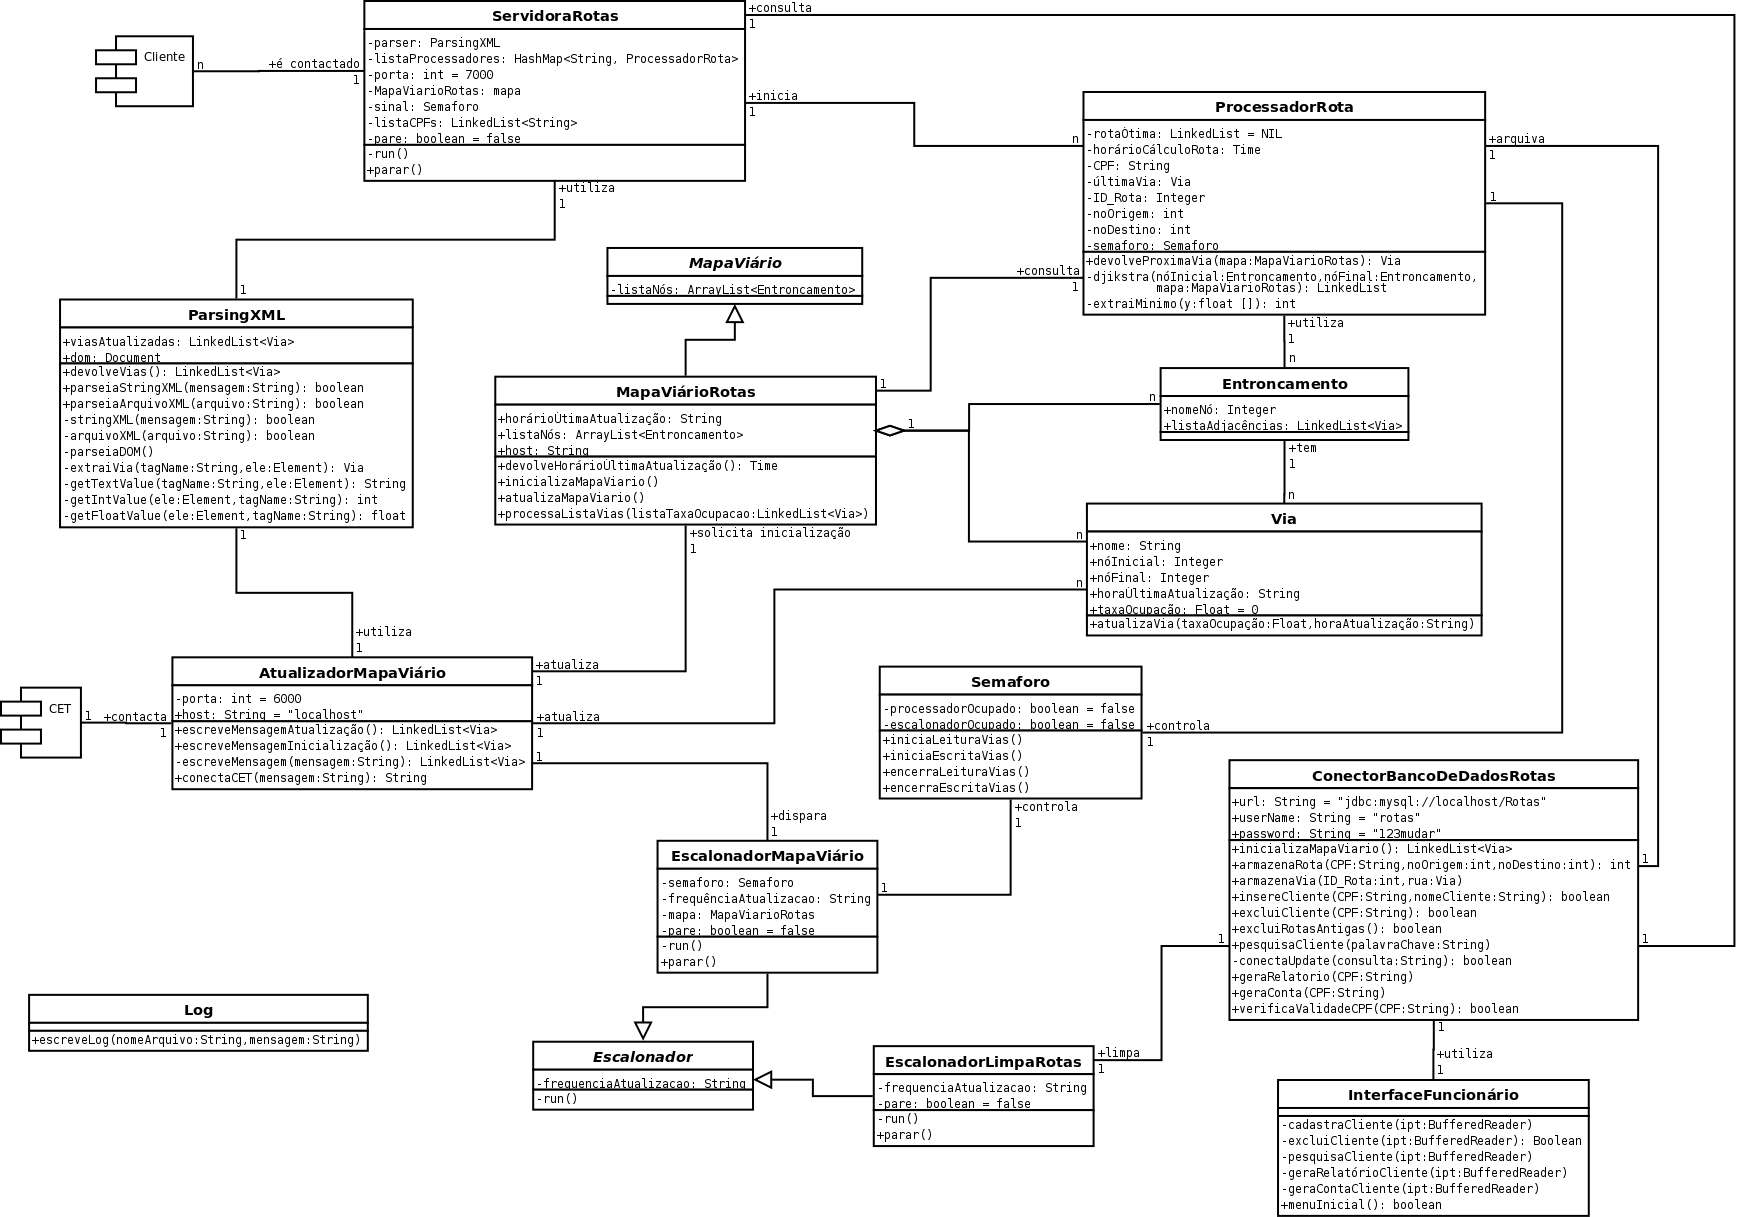 ServidoraRotas
-parser: ParsingXML
-listaProcessadores: HashMap<String, ProcessadorRota>
-porta: int = 7000
-MapaViarioRotas: mapa
-sinal: Semaforo
-listaCPFs: LinkedList<String>
-pare: boolean = false
-run()
+parar()
Cliente
n
+é contactado
1
+consulta
1
+inicia
1
n
+utiliza
1
1
ProcessadorRota
-rotaÓtima: LinkedList = NIL
-horárioCálculoRota: Time
-CPF: String
-últimaVia: Via
-ID_Rota: Integer
-noOrigem: int
-noDestino: int
-semaforo: Semaforo
+devolveProximaVia(mapa:MapaViarioRotas): Via
-djikstra(nóInicial:Entroncamento,nóFinal:Entroncamento,
mapa:MapaViarioRotas): LinkedList
-extraiMinimo(y:float []): int
+arquiva
1
1
+consulta
1
1
+utiliza
1
n
MapaViário
-listaNós: ArrayList<Entroncamento>
ParsingXML
+viasAtualizadas: LinkedList<Via>
+dom: Document
+devolveVias(): LinkedList<Via>
+parseiaStringXML(mensagem:String): boolean
+parseiaArquivoXML(arquivo:String): boolean
-stringXML(mensagem:String): boolean
-arquivoXML(arquivo:String): boolean
-parseiaDOM()
-extraiVia(tagName:String,ele:Element): Via
-getTextValue(tagName:String,ele:Element): String
-getIntValue(ele:Element,tagName:String): int
-getFloatValue(ele:Element,tagName:String): float
1
+utiliza
1
MapaViárioRotas
+horárioÚtimaAtualização: String
+listaNós: ArrayList<Entroncamento>
+host: String
+devolveHorárioÚltimaAtualização(): Time
+inicializaMapaViario()
+atualizaMapaViario()
+processaListaVias(listaTaxaOcupacao:LinkedList<Via>)
1
n
n
+solicita inicialização
1
Entroncamento
+nomeNó: Integer
+listaAdjacências: LinkedList<Via>
+tem
1
n
Via
+nome: String
+nóInicial: Integer
+nóFinal: Integer
+horaÚltimaAtualização: String
+taxaOcupação: Float = 0
+atualizaVia(taxaOcupação:Float,horaAtualização:String)
n
CET
1
+contacta
1
AtualizadorMapaViário
-porta: int = 6000
+host: String = "localhost"
+escreveMensagemAtualização(): LinkedList<Via>
+escreveMensagemInicialização(): LinkedList<Via>
-escreveMensagem(mensagem:String): LinkedList<Via>
+conectaCET(mensagem:String): String
+atualiza
1
+atualiza
1
1
+dispara
1
Semaforo
-processadorOcupado: boolean = false
-escalonadorOcupado: boolean = false
+iniciaLeituraVias()
+iniciaEscritaVias()
+encerraLeituraVias()
+encerraEscritaVias()
+controla
1
+controla
1
1
EscalonadorMapaViário
-semaforo: Semaforo
-frequênciaAtualizacao: String
-mapa: MapaViarioRotas
-pare: boolean = false
-run()
+parar()
ConectorBancoDeDadosRotas
+url: String = "jdbc:mysql://localhost/Rotas"
+userName: String = "rotas"
+password: String = "123mudar"
+inicializaMapaViario(): LinkedList<Via>
+armazenaRota(CPF:String,noOrigem:int,noDestino:int): int
+armazenaVia(ID_Rota:int,rua:Via)
+insereCliente(CPF:String,nomeCliente:String): boolean
+excluiCliente(CPF:String): boolean
+excluiRotasAntigas(): boolean
+pesquisaCliente(palavraChave:String)
-conectaUpdate(consulta:String): boolean
+geraRelatorio(CPF:String)
+geraConta(CPF:String)
+verificaValidadeCPF(CPF:String): boolean
1
1
1
1
+utiliza
1
Log
+escreveLog(nomeArquivo:String,mensagem:String)
Escalonador
-frequenciaAtualizacao: String
-run()
EscalonadorLimpaRotas
-frequenciaAtualizacao: String
-pare: boolean = false
-run()
+parar()
+limpa
1
InterfaceFuncionário
-cadastraCliente(ipt:BufferedReader)
-excluiCliente(ipt:BufferedReader): Boolean
-pesquisaCliente(ipt:BufferedReader)
-geraRelatórioCliente(ipt:BufferedReader)
-geraContaCliente(ipt:BufferedReader)
+menuInicial(): boolean